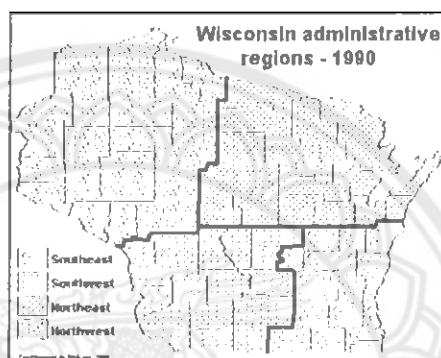 Wisconsin administrative
regions - 1990
Southeast
Southwest
Northeast
Northwest